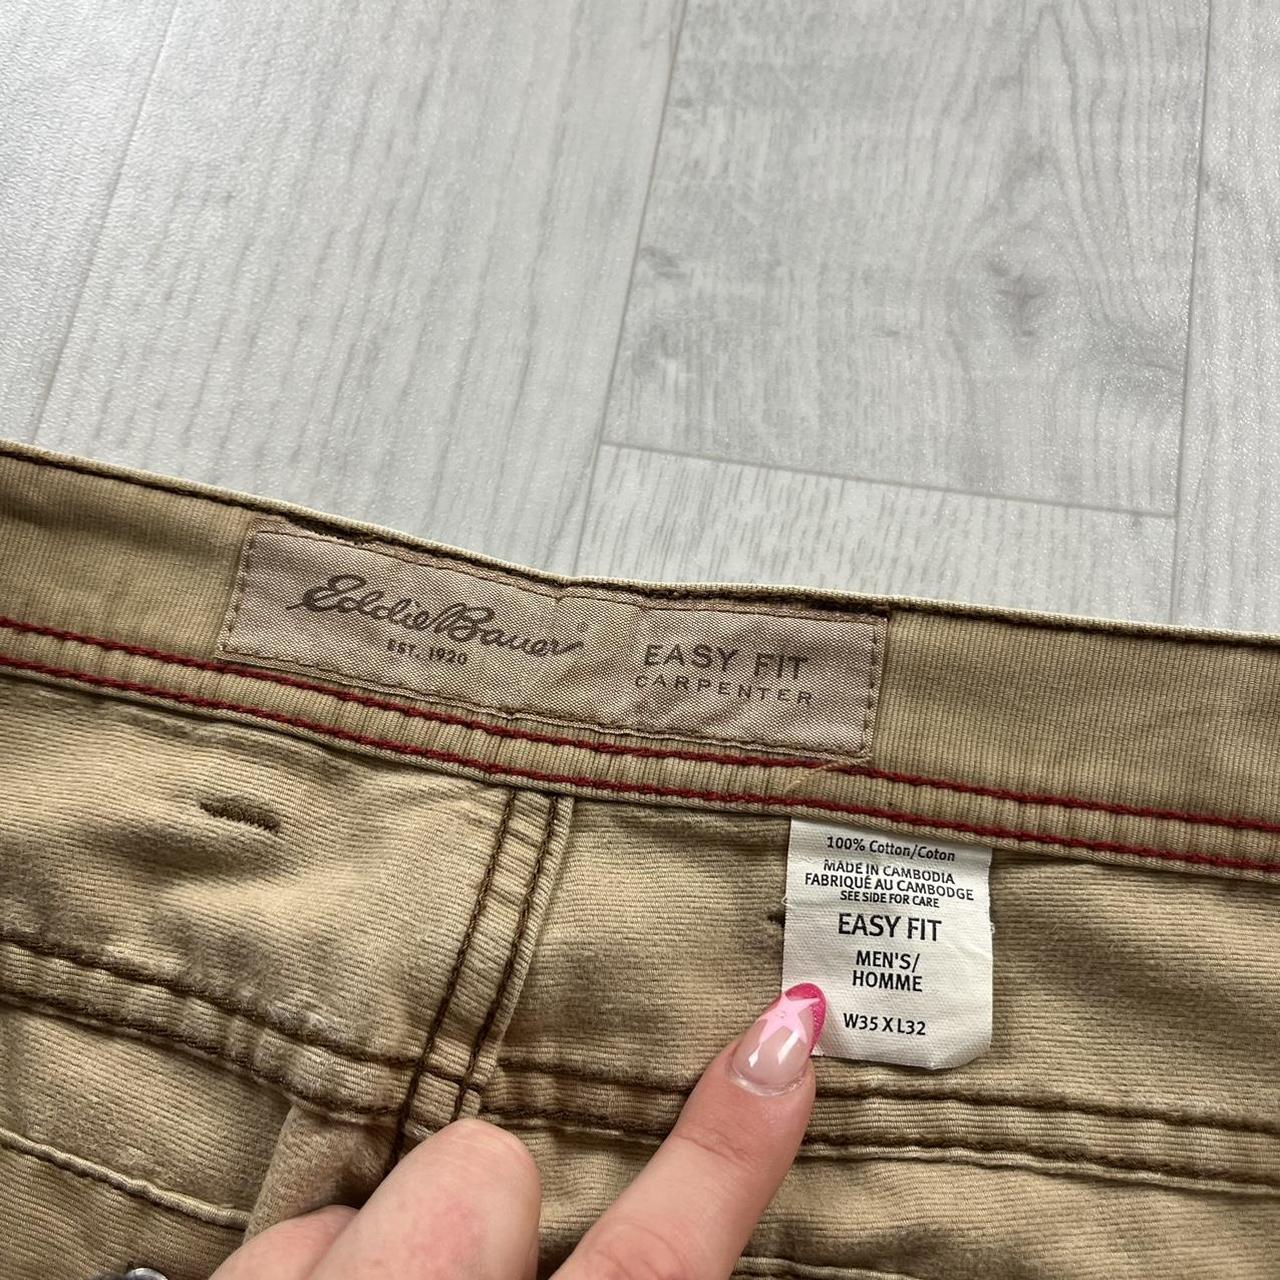 Eddie Bauer®
EST. 1920
EASY FIT
CARPENTER
100% Cotton/Coton
MADE IN CAMBODIA
FABRIQUÉ AU CAMBODGE
SEE SIDE FOR CARE
EASY FIT
MEN'S/
HOMME
W35 X L32